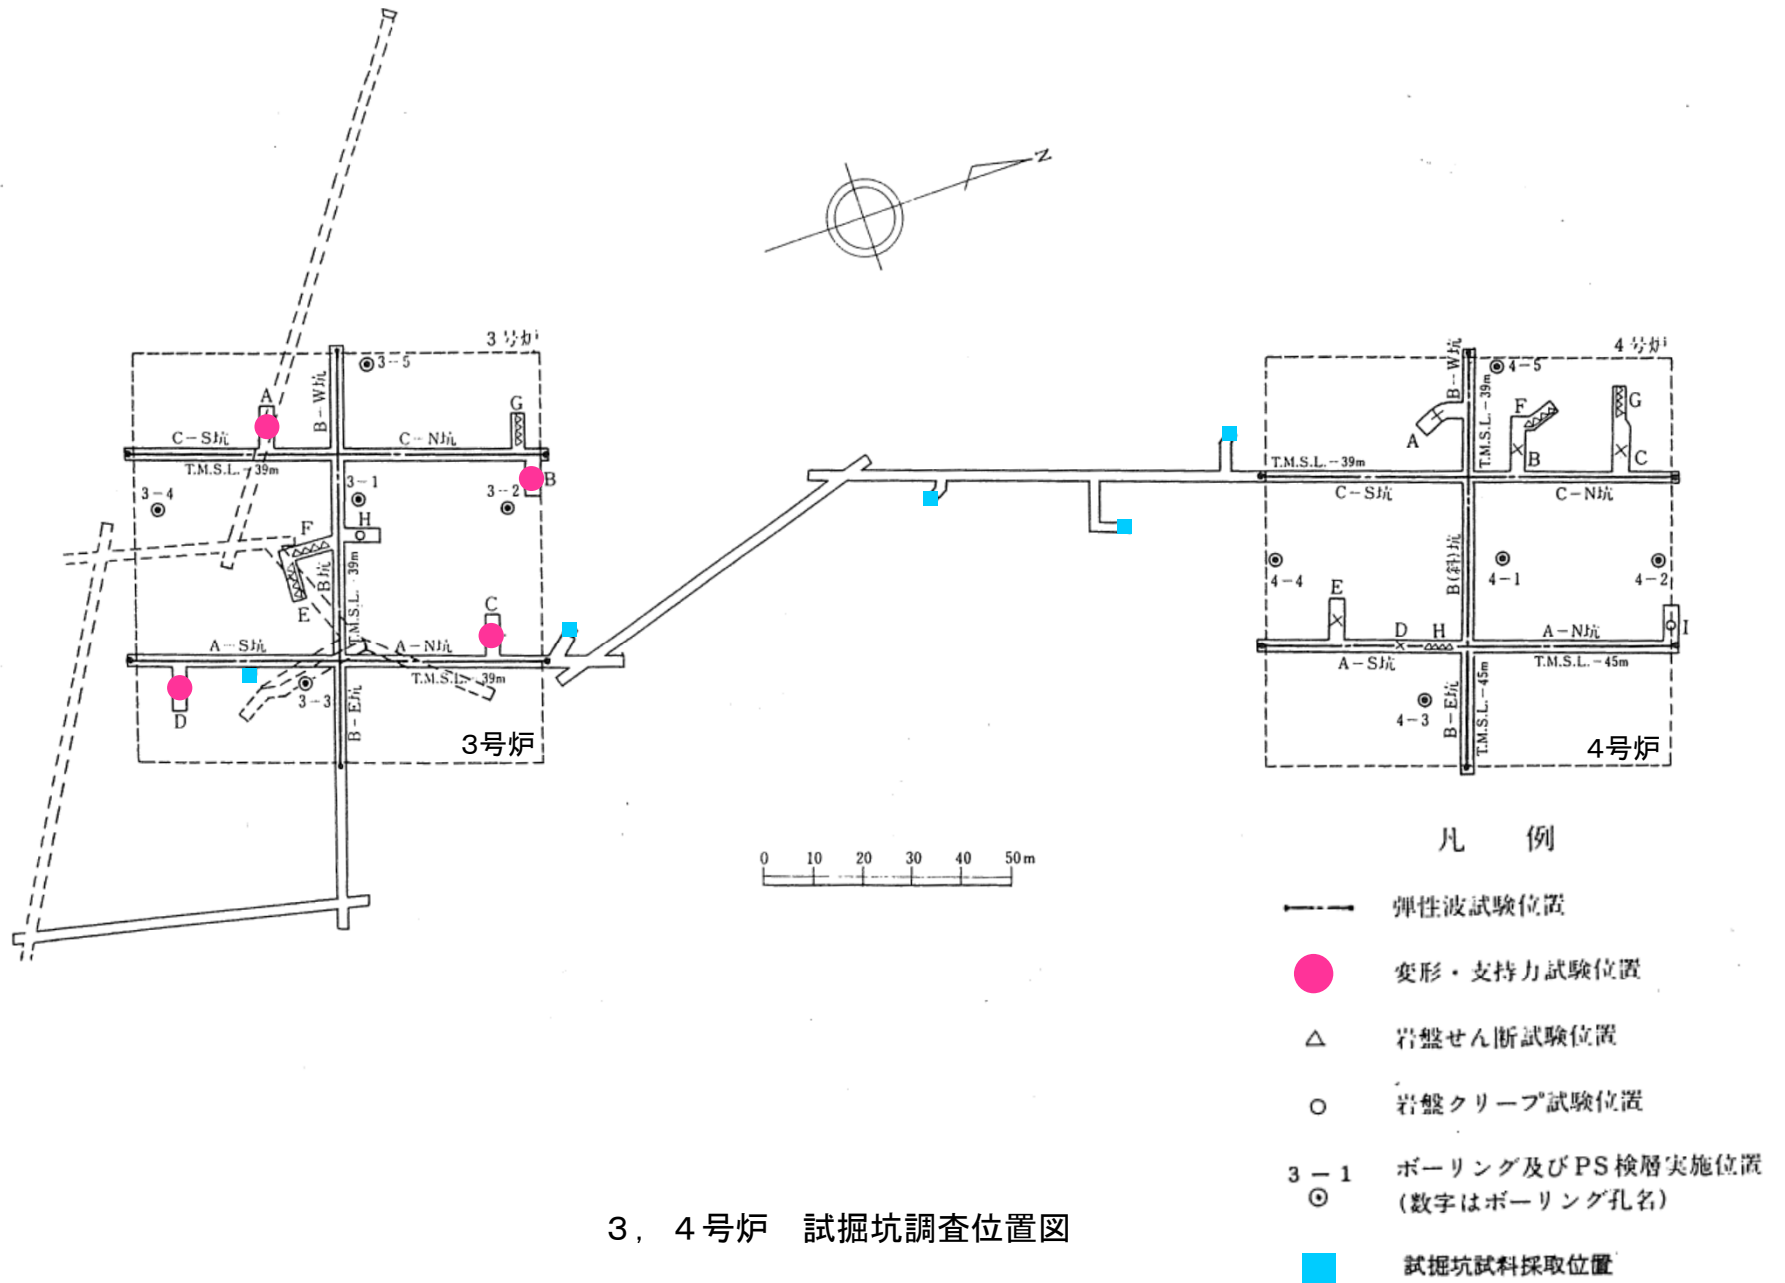 N
3号炉
3-5
A
B-W坑
G
C-S坑
C-N坑
T.M.S.L.-39m
B
3-1
3-2
3-4
H
F
B坑
T.M.S.L.-39m
E
C
A-S坑
A-N坑
T.M.S.L.-39m
3-3
D
B-E坑
3号炉
4号炉
4-5
B-W坑
T.M.S.L.-39m
A
F
G
B
C
T.M.S.L.-39m
C-S坑
C-N坑
B(斜)坑
4-4
4-1
4-2
E
D
H
I
A-N坑
A-S坑
T.M.S.L.-45m
4-3
B-E坑
T.M.S.L.-45m
4号炉
0 10 20 30 40 50m
凡 例
弾性波試験位置
変形・支持力試験位置
岩盤せん断試験位置
岩盤クリープ試験位置
3-1 ボーリング及びPS検層実施位置
(数字はボーリング孔名)
試掘坑試料採取位置
3,4号炉 試掘坑調査位置図